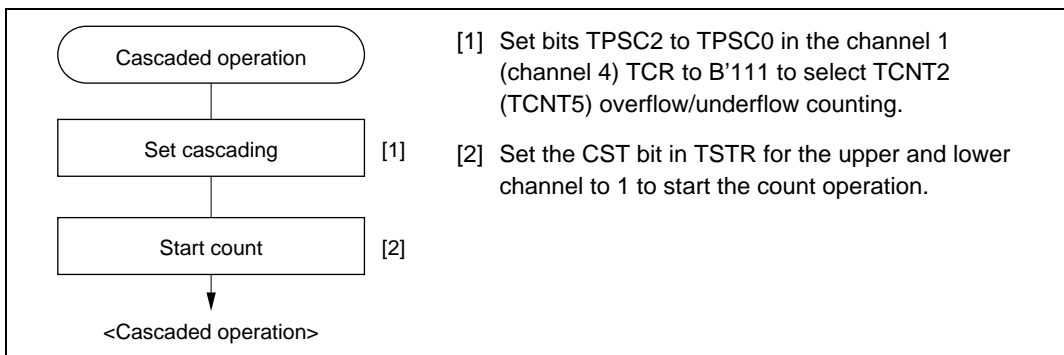 Cascaded operation
Set cascading
[1]
Start count
[2]
<Cascaded operation>
[1] Set bits TPSC2 to TPSC0 in the channel 1
(channel 4) TCR to B’111 to select TCNT2
(TCNT5) overflow/underflow counting.
[2] Set the CST bit in TSTR for the upper and lower
channel to 1 to start the count operation.